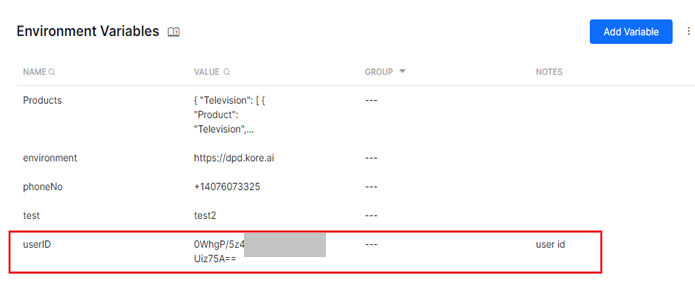 Environment Variables
Add Variable
NAME VALUE GROUP NOTES
Products { "Television": [ { ---
"Product":
"Television",...
environment https://dpd.kore.ai ---
phoneNo +14076073325 ---
test test2 ---
userID 0WhgP/5z4 --- user id
Uiz75A==